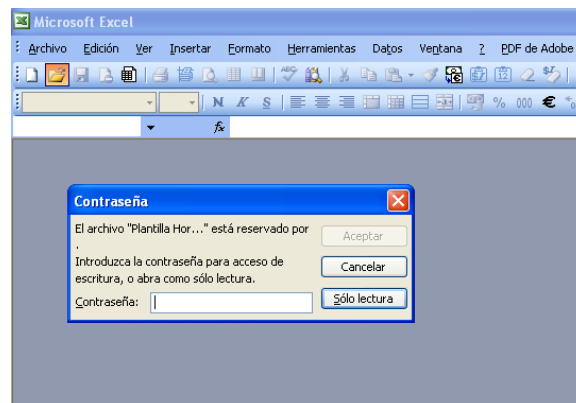 Microsoft Excel
Archivo Edición Ver Insertar Formato Herramientas Datos Ventana ? PDF de Adobe
N K S % 000 €
fx
Contraseña
El archivo "Plantilla Hor..." está reservado por
.
Aceptar
Introduzca la contraseña para acceso de
escritura, o abra como sólo lectura.
Cancelar
Contraseña:
Sólo lectura